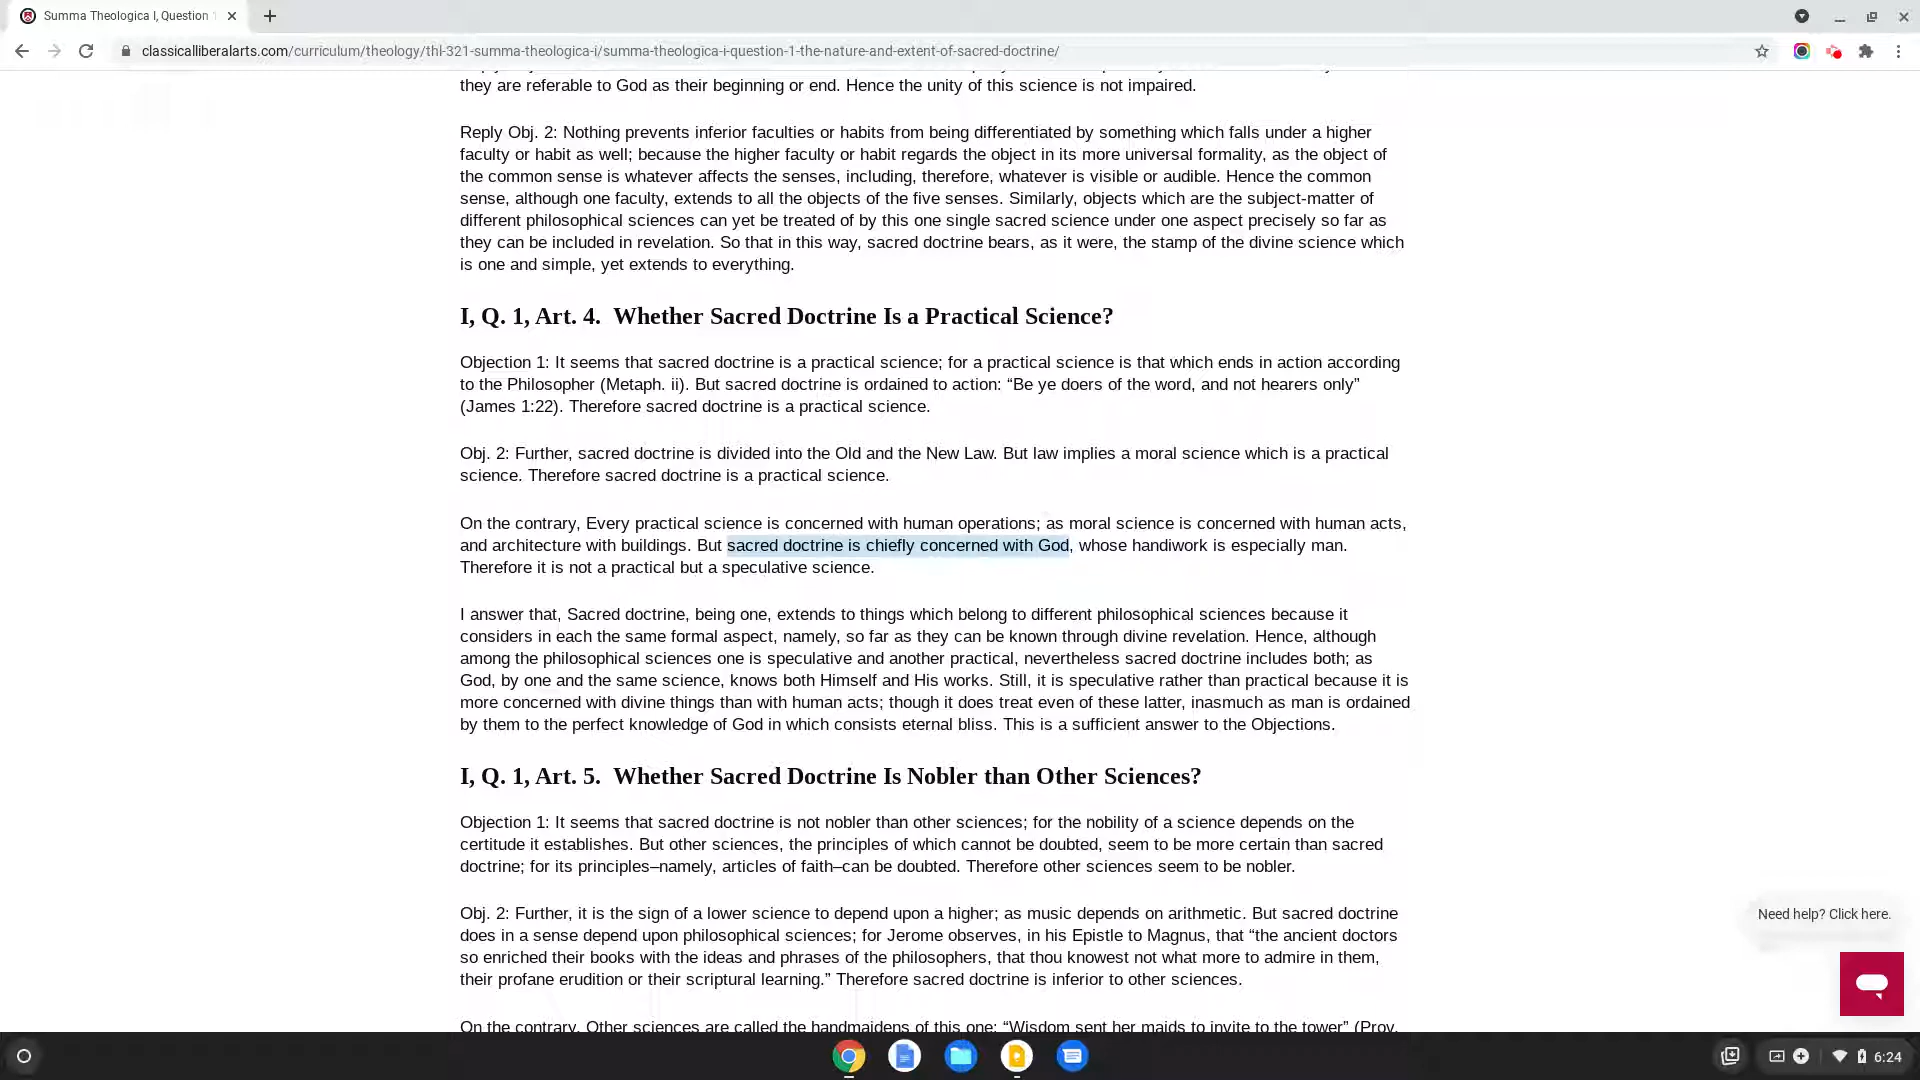 Summa Theologica I, Question 1
classicalliberalarts.com/curriculum/theology/thl-321-summa-theologica-i/summa-theologica-i-question-1-the-nature-and-extent-of-sacred-doctrine/
they are referable to God as their beginning or end. Hence the unity of this science is not impaired.
Reply Obj. 2: Nothing prevents inferior faculties or habits from being differentiated by something which falls under a higher
faculty or habit as well; because the higher faculty or habit regards the object in its more universal formality, as the object of
the common sense is whatever affects the senses, including, therefore, whatever is visible or audible. Hence the common
sense, although one faculty, extends to all the objects of the five senses. Similarly, objects which are the subject-matter of
different philosophical sciences can yet be treated of by this one single sacred science under one aspect precisely so far as
they can be included in revelation. So that in this way, sacred doctrine bears, as it were, the stamp of the divine science which
is one and simple, yet extends to everything.
I, Q. 1, Art. 4.  Whether Sacred Doctrine Is a Practical Science?
Objection 1: It seems that sacred doctrine is a practical science; for a practical science is that which ends in action according
to the Philosopher (Metaph. ii). But sacred doctrine is ordained to action: “Be ye doers of the word, and not hearers only”
(James 1:22). Therefore sacred doctrine is a practical science.
Obj. 2: Further, sacred doctrine is divided into the Old and the New Law. But law implies a moral science which is a practical
science. Therefore sacred doctrine is a practical science.
On the contrary, Every practical science is concerned with human operations; as moral science is concerned with human acts,
and architecture with buildings. But sacred doctrine is chiefly concerned with God, whose handiwork is especially man.
Therefore it is not a practical but a speculative science.
I answer that, Sacred doctrine, being one, extends to things which belong to different philosophical sciences because it
considers in each the same formal aspect, namely, so far as they can be known through divine revelation. Hence, although
among the philosophical sciences one is speculative and another practical, nevertheless sacred doctrine includes both; as
God, by one and the same science, knows both Himself and His works. Still, it is speculative rather than practical because it is
more concerned with divine things than with human acts; though it does treat even of these latter, inasmuch as man is ordained
by them to the perfect knowledge of God in which consists eternal bliss. This is a sufficient answer to the Objections.
I, Q. 1, Art. 5.  Whether Sacred Doctrine Is Nobler than Other Sciences?
Objection 1: It seems that sacred doctrine is not nobler than other sciences; for the nobility of a science depends on the
certitude it establishes. But other sciences, the principles of which cannot be doubted, seem to be more certain than sacred
doctrine; for its principles–namely, articles of faith–can be doubted. Therefore other sciences seem to be nobler.
Obj. 2: Further, it is the sign of a lower science to depend upon a higher; as music depends on arithmetic. But sacred doctrine
does in a sense depend upon philosophical sciences; for Jerome observes, in his Epistle to Magnus, that “the ancient doctors
so enriched their books with the ideas and phrases of the philosophers, that thou knowest not what more to admire in them,
their profane erudition or their scriptural learning.” Therefore sacred doctrine is inferior to other sciences.
On the contrary, Other sciences are called the handmaidens of this one: “Wisdom sent her maids to invite to the tower” (Prov.
Need help? Click here.
6:24